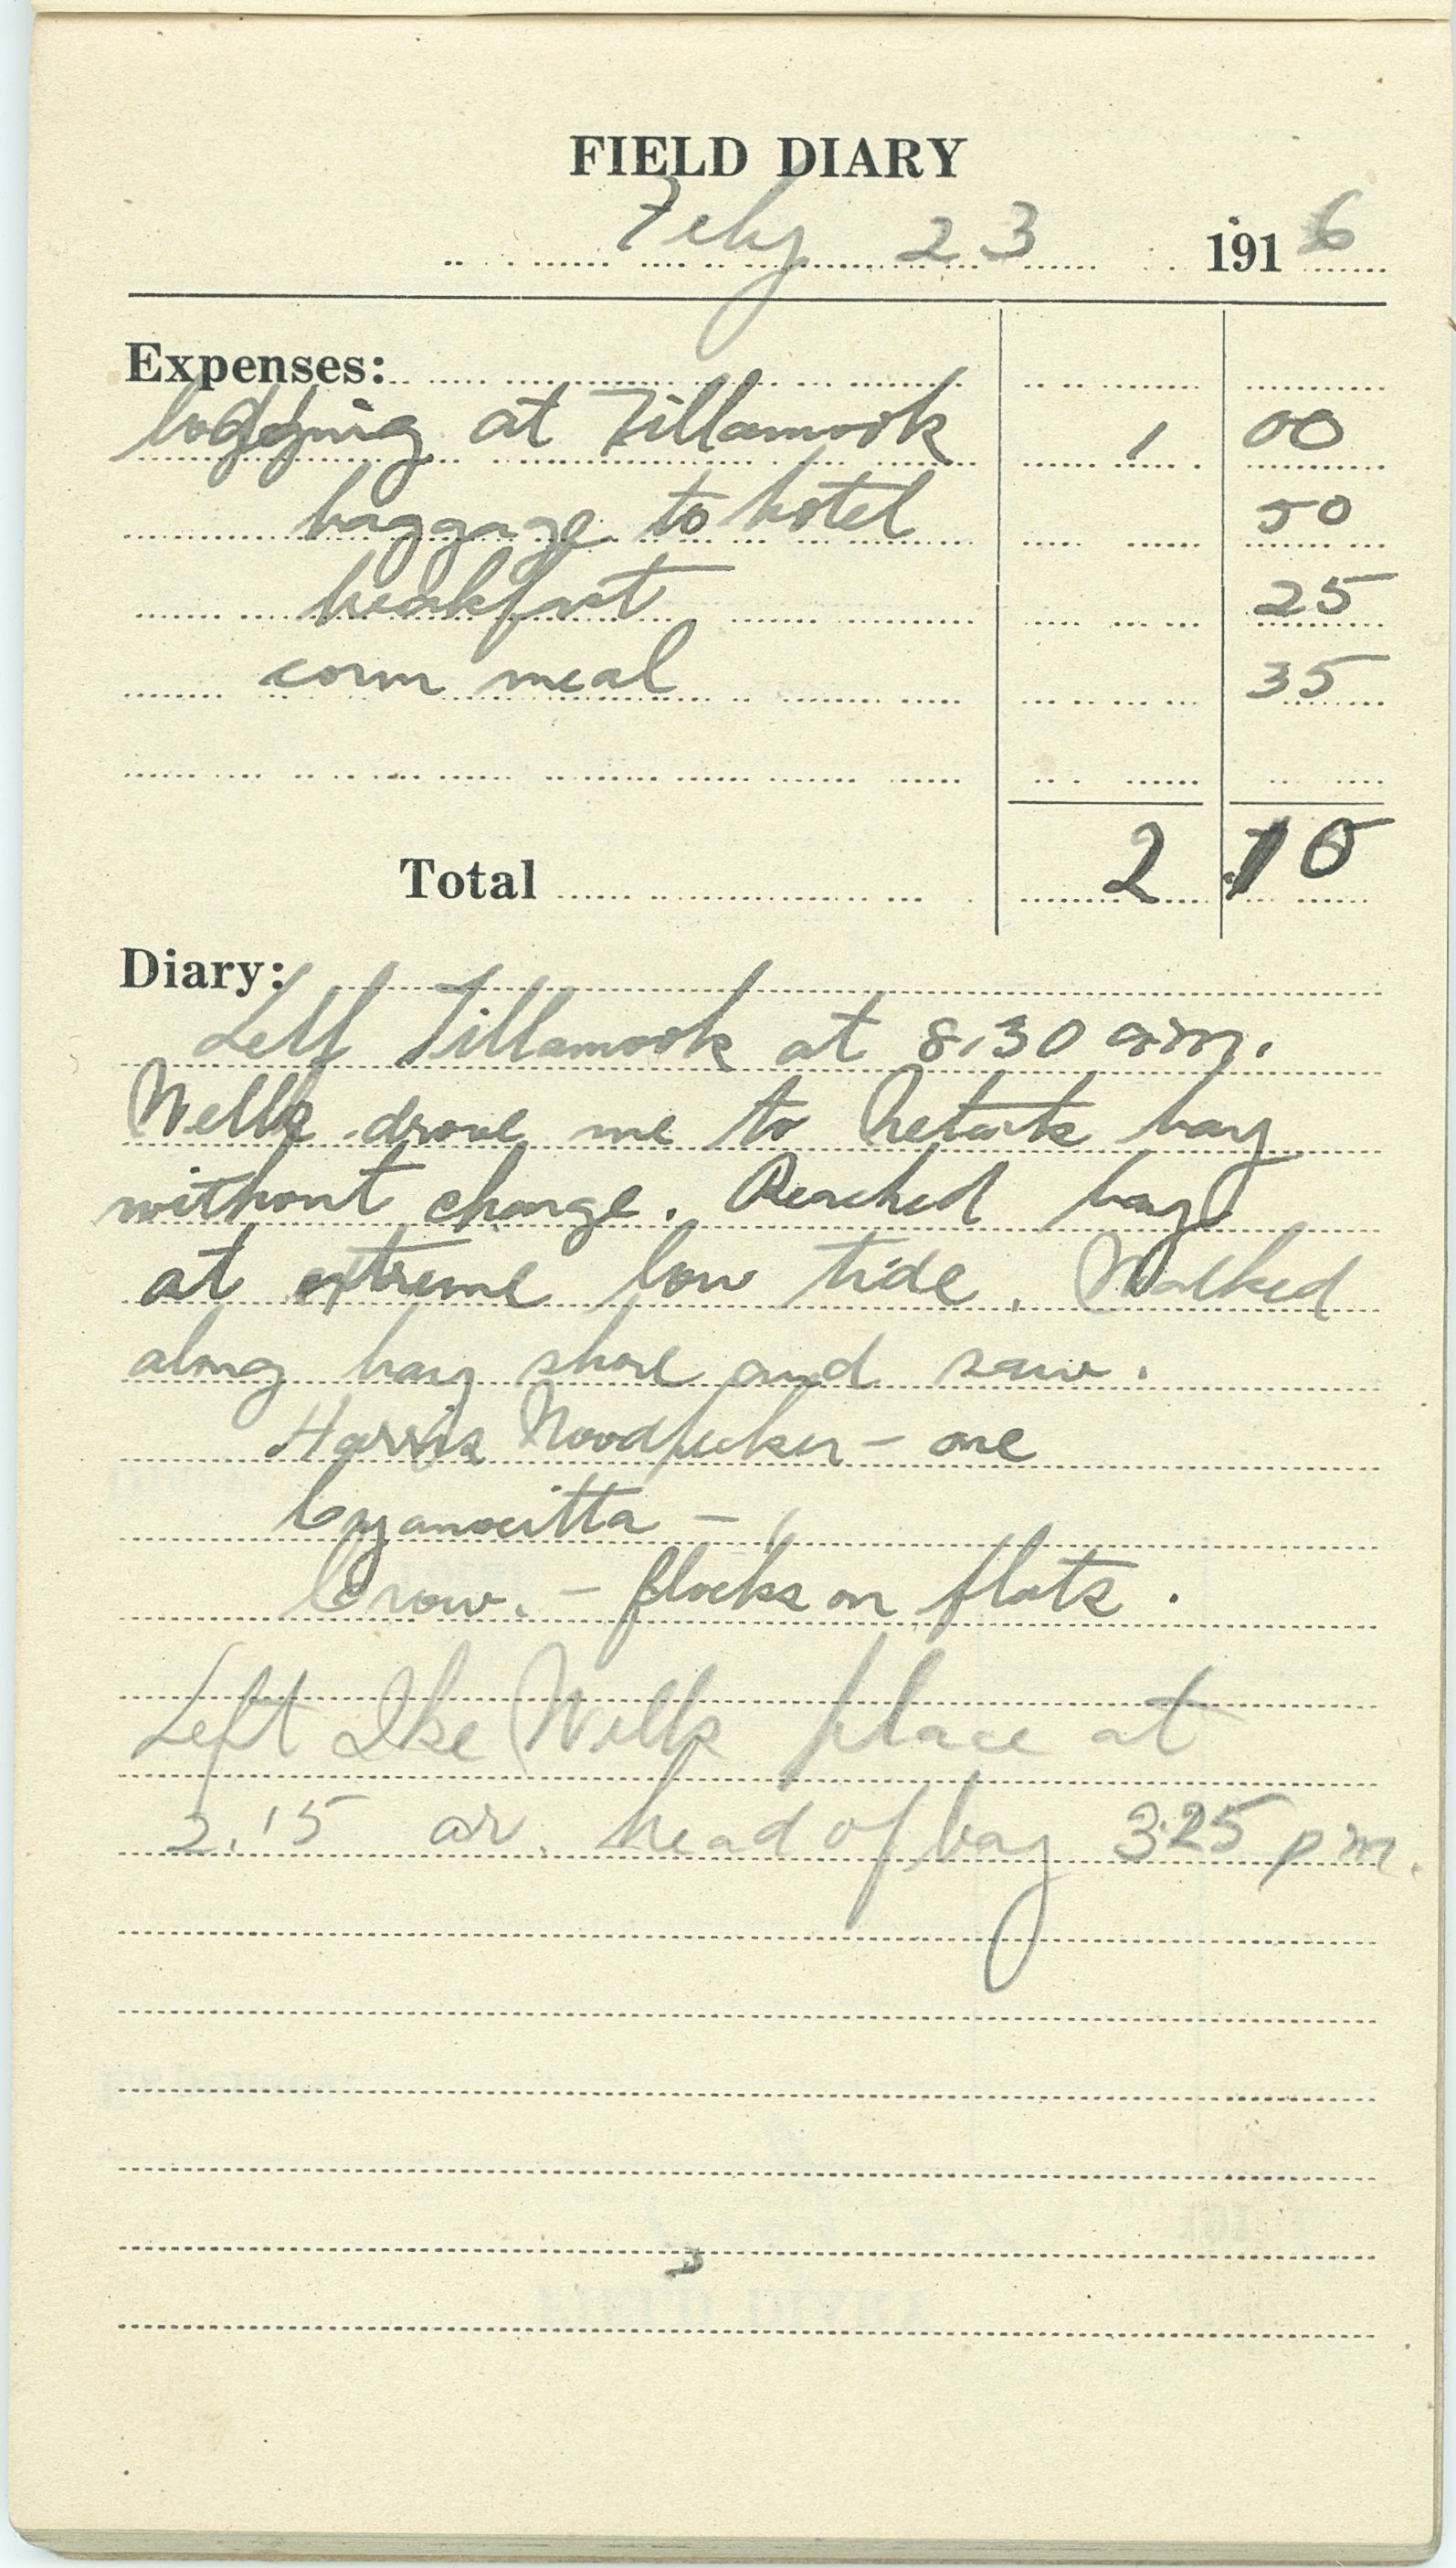 FIELD DIARY
Feby 23 1916
Expenses:
lodging at Tillamook 1 00
baggage to hotel 50
breakfast 25
corn meal 35
Total 2 10
Diary:
Left Tillamook at 8.30 a.m.
Wells drove me to Netarts bay
without charge. Reached bay
at extreme low tide. Walked
along bay shore and saw.
Harris Woodpecker - one
Cyanocitta - "
Crow. - flocks on flats.
Left Ike Wells place at
2.15 ar. head of bay 3.25 pm.